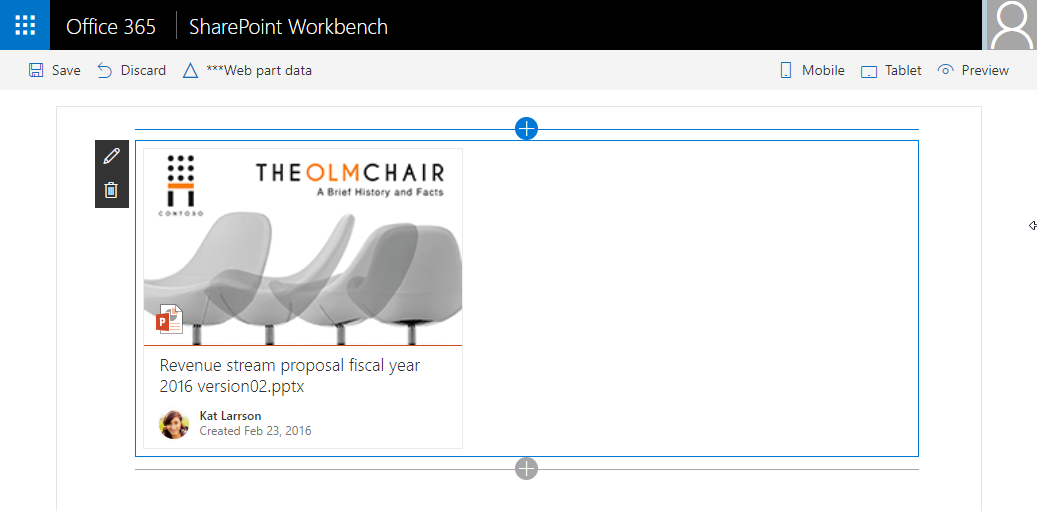 Office 365 SharePoint Workbench
Save Discard ***Web part data Mobile Tablet Preview
CONTOSO
THEOLMCHAIR
A Brief History and Facts
P
Revenue stream proposal fiscal year
2016 version02.pptx
Kat Larrson
Created Feb 23, 2016